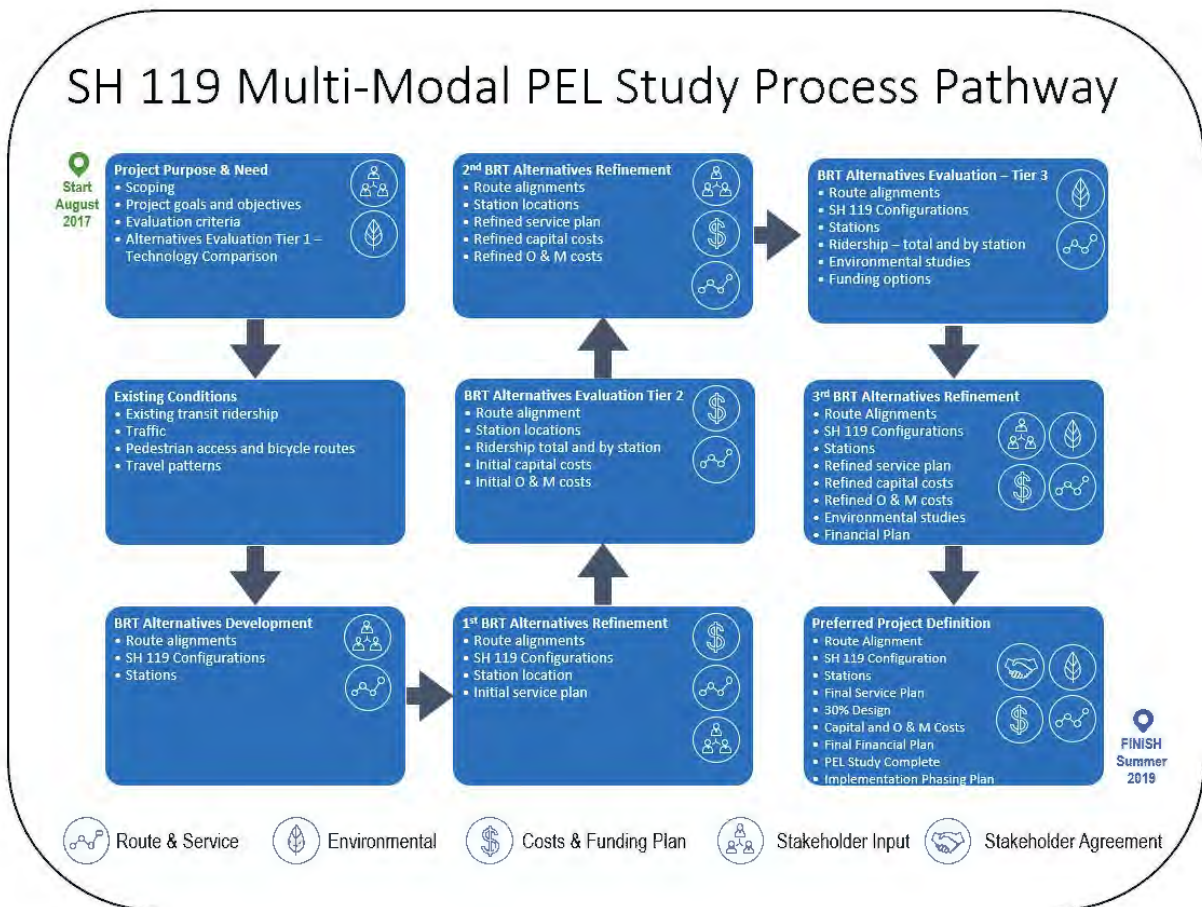 SH 119 Multi-Modal PEL Study Process Pathway
Start
August
2017
Project Purpose & Need
• Scoping
• Project goals and objectives
• Evaluation criteria
• Alternatives Evaluation Tier 1 –
Technology Comparison
Existing Conditions
• Existing transit ridership
• Traffic
• Pedestrian access and bicycle routes
• Travel patterns
BRT Alternatives Development
• Route alignments
• SH 119 Configurations
• Stations
1st BRT Alternatives Refinement
• Route alignments
• SH 119 Configurations
• Station location
• Initial service plan
BRT Alternatives Evaluation Tier 2
• Route alignment
• Station locations
• Ridership total and by station
• Initial capital costs
• Initial O & M costs
2nd BRT Alternatives Refinement
• Route alignments
• Station locations
• Refined service plan
• Refined capital costs
• Refined O & M costs
BRT Alternatives Evaluation – Tier 3
• Route alignments
• SH 119 Configurations
• Stations
• Ridership – total and by station
• Environmental studies
• Funding options
3rd BRT Alternatives Refinement
• Route Alignments
• SH 119 Configurations
• Stations
• Refined service plan
• Refined capital costs
• Refined O & M costs
• Environmental studies
• Financial Plan
Preferred Project Definition
• Route Alignment
• SH 119 Configuration
• Stations
• Final Service Plan
• 30% Design
• Capital and O & M Costs
• Final Financial Plan
• PEL Study Complete
• Implementation Phasing Plan
FINISH
Summer
2019
Route & Service
Environmental
Costs & Funding Plan
Stakeholder Input
Stakeholder Agreement